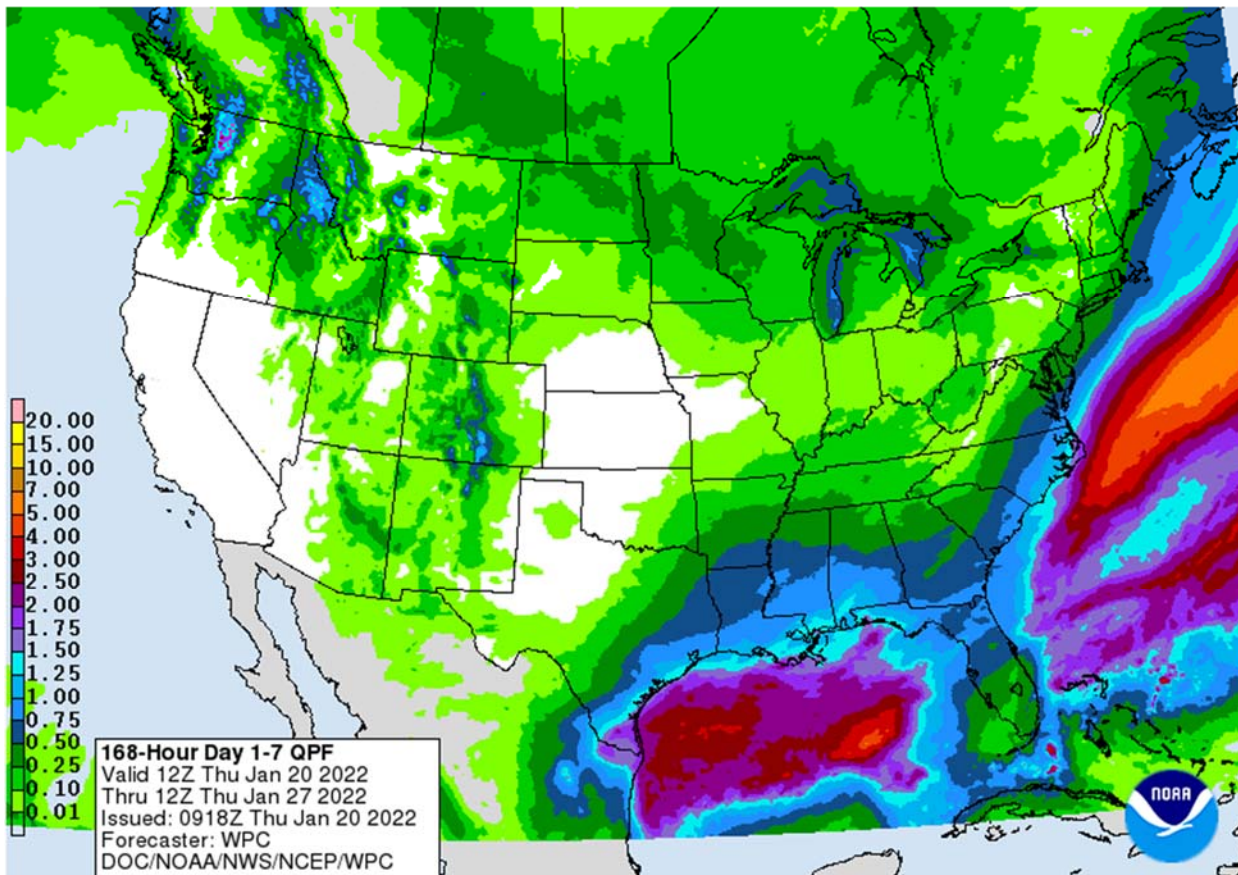 20.00
15.00
10.00
7.00
5.00
4.00
3.00
2.50
2.00
1.75
1.50
1.25
1.00
0.75
0.50
0.25
0.10
0.01
168-Hour Day 1-7 QPF
Valid 12Z Thu Jan 20 2022
Thru 12Z Thu Jan 27 2022
Issued: 0918Z Thu Jan 20 2022
Forecaster: WPC
DOC/NOAA/NWS/NCEP/WPC
NOAA